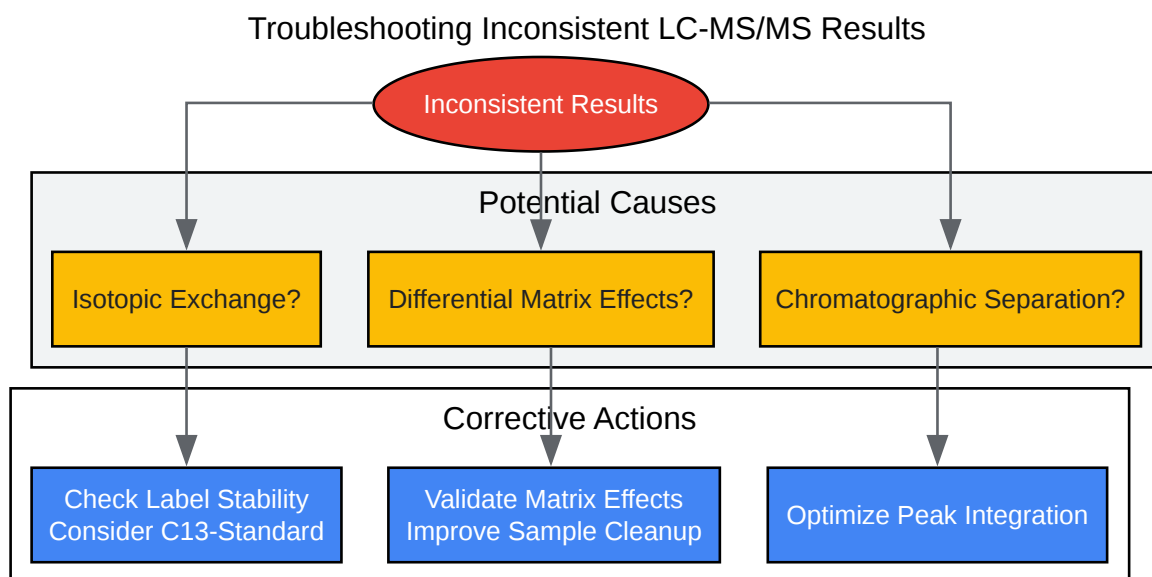 Troubleshooting Inconsistent LC-MS/MS Results
Inconsistent Results
Potential Causes
Isotopic Exchange?
Differential Matrix Effects?
Chromatographic Separation?
Corrective Actions
Check Label Stability
Consider C13-Standard
Validate Matrix Effects
Improve Sample Cleanup
Optimize Peak Integration